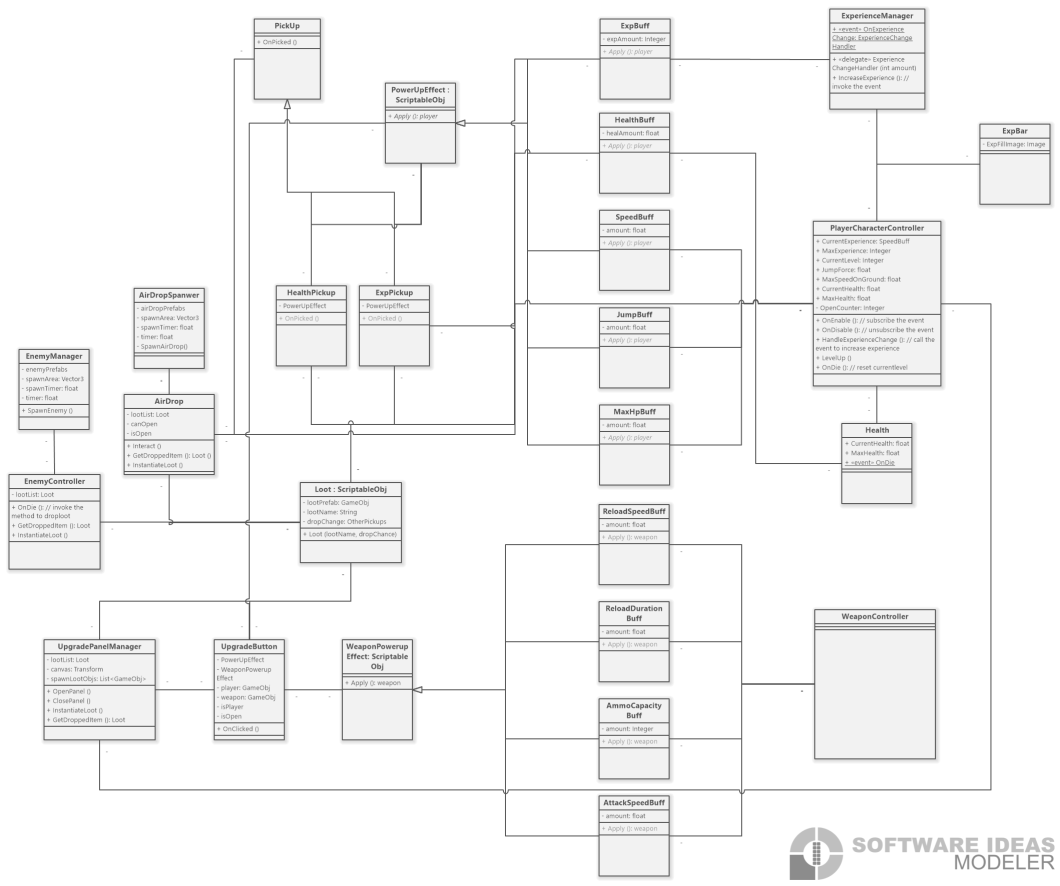 PickUp
+ OnPicked ()
PowerUpEffect :
ScriptableObj
+ Apply (): player
ExpBuff
- expAmount: Integer
+ Apply (): player
HealthBuff
- healAmount: float
+ Apply (): player
SpeedBuff
- amount: float
+ Apply (): player
JumpBuff
- amount: float
+ Apply (): player
MaxHpBuff
- amount: float
+ Apply (): player
ReloadSpeedBuff
- amount: float
+ Apply (): weapon
ReloadDuration
Buff
- amount: float
+ Apply (): weapon
AmmoCapacity
Buff
- amount: Integer
+ Apply (): weapon
AttackSpeedBuff
- amount: float
+ Apply (): weapon
ExperienceManager
+ «event» OnExperience
Change: ExperienceChange
Handler
+ «delegate» Experience
ChangeHandler (int amount)
+ IncreaseExperience (): //
invoke the event
ExpBar
- ExpFillImage: Image
PlayerCharacterController
+ CurrentExperience: SpeedBuff
+ MaxExperience: Integer
+ CurrentLevel: Integer
+ JumpForce: float
+ MaxSpeedOnGround: float
+ CurrentHealth: float
+ MaxHealth: float
- OpenCounter: Integer
+ OnEnable (): // subscribe the event
+ OnDisable (): // unsubscribe the event
+ HandleExperienceChange (): // call the
event to increase experience
+ LevelUp ()
+ OnDie (): // reset currentlevel
Health
+ CurrentHealth: float
+ MaxHealth: float
+ «event» OnDie
WeaponController
HealthPickup
- PowerUpEffect
+ OnPicked ()
ExpPickup
- PowerUpEffect
+ OnPicked ()
AirDropSpanwer
- airDropPrefabs
- spawnArea: Vector3
- spawnTimer: float
- timer: float
- SpawnAirDrop()
EnemyManager
- enemyPrefabs
- spawnArea: Vector3
- spawnTimer: float
- timer: float
+ SpawnEnemy ()
AirDrop
- lootList: Loot
- canOpen
- isOpen
+ Interact ()
+ GetDroppedItem (): Loot ()
+ InstantiateLoot ()
EnemyController
- lootList: Loot
+ OnDie (): // invoke the
method to droploot
+ GetDroppedItem (): Loot
+ InstantiateLoot ()
Loot : ScriptableObj
- lootPrefab: GameObj
- lootName: String
- dropChange: OtherPickups
+ Loot (lootName, dropChance)
UpgradePanelManager
- lootList: Loot
- canvas: Transform
- spawnLootObjs: List<GameObj>
+ OpenPanel ()
+ ClosePanel ()
+ InstantiateLoot ()
+ GetDroppedItem (): Loot
UpgradeButton
- PowerUpEffect
- WeaponPowerup
Effect
- player: GameObj
- weapon: GameObj
- isPlayer
- isOpen
+ OnClicked ()
WeaponPowerup
Effect: Scriptable
Obj
+ Apply (): weapon
SOFTWARE IDEAS
MODELER